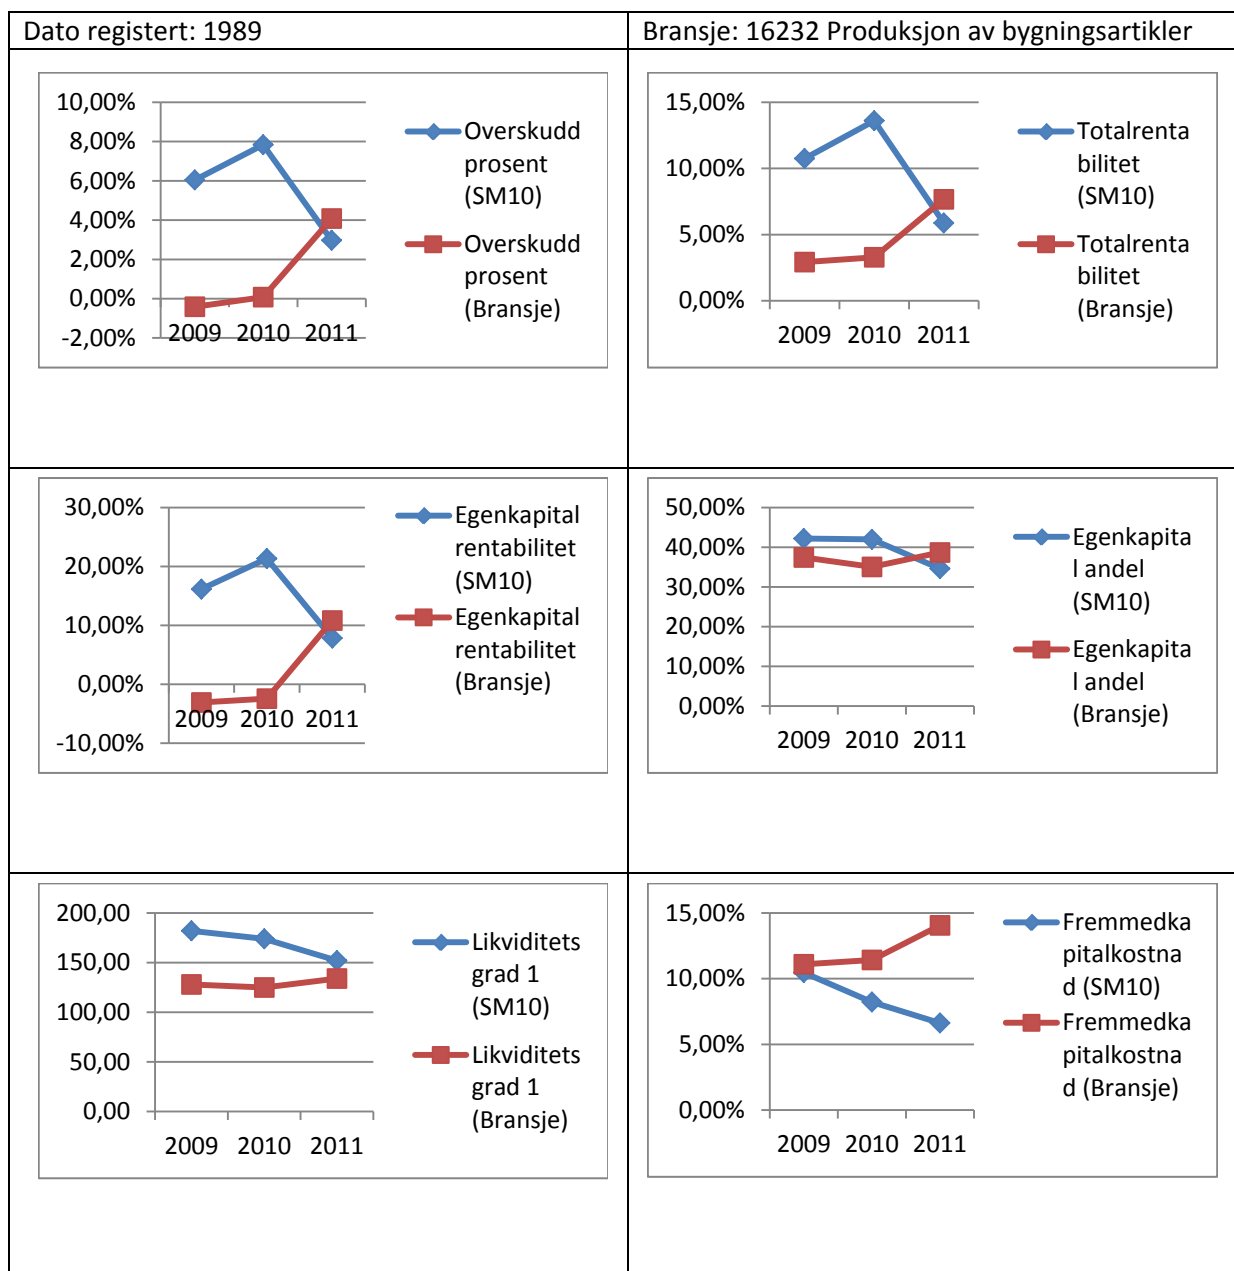 Dato registert: 1989
Bransje: 16232 Produksjon av bygningsartikler
10,00%
8,00%
6,00%
4,00%
2,00%
0,00%
-2,00%
2009 2010 2011
Overskudd
prosent
(SM10)
Overskudd
prosent
(Bransje)
15,00%
10,00%
5,00%
0,00%
2009 2010 2011
Totalrenta
bilitet
(SM10)
Totalrenta
bilitet
(Bransje)
30,00%
20,00%
10,00%
0,00%
-10,00%
2009 2010 2011
Egenkapital
rentabilitet
(SM10)
Egenkapital
rentabilitet
(Bransje)
50,00%
40,00%
30,00%
20,00%
10,00%
0,00%
2009 2010 2011
Egenkapita
l andel
(SM10)
Egenkapita
l andel
(Bransje)
200,00
150,00
100,00
50,00
0,00
2009 2010 2011
Likviditets
grad 1
(SM10)
Likviditets
grad 1
(Bransje)
15,00%
10,00%
5,00%
0,00%
2009 2010 2011
Fremmedka
pitalkostna
d (SM10)
Fremmedka
pitalkostna
d (Bransje)